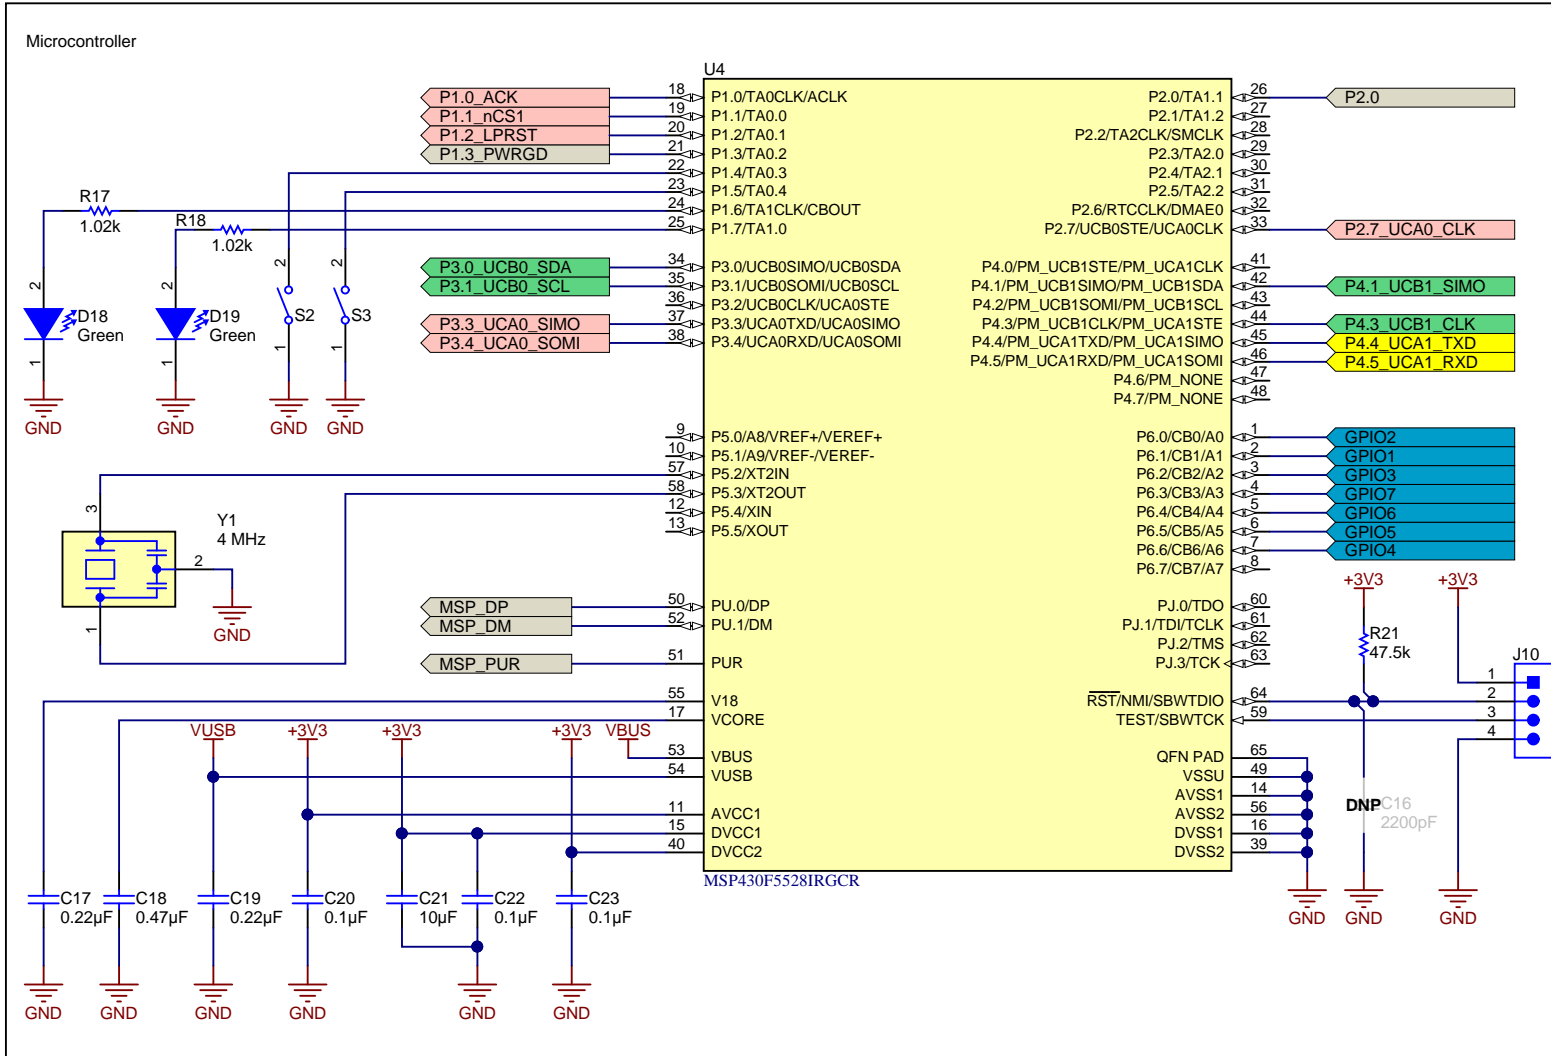 Microcontroller
U4
P1.0_ACK 18 P1.0/TA0CLK/ACLK
P1.1_nCS1 19 P1.1/TA0.0
P1.2_LPRST 20 P1.2/TA0.1
P1.3_PWRGD 21 P1.3/TA0.2
22 P1.4/TA0.3
23 P1.5/TA0.4
24 P1.6/TA1CLK/CBOUT
25 P1.7/TA1.0
R17
1.02k
R18
1.02k
P3.0_UCB0_SDA 34 P3.0/UCB0SIMO/UCB0SDA
P3.1_UCB0_SCL 35 P3.1/UCB0SOMI/UCB0SCL
36 P3.2/UCB0CLK/UCA0STE
P3.3_UCA0_SIMO 37 P3.3/UCA0TXD/UCA0SIMO
P3.4_UCA0_SOMI 38 P3.4/UCA0RXD/UCA0SOMI
2 2 2 2
D18
Green
D19
Green
S2 S3
1 1 1 1
GND GND GND GND
9 P5.0/A8/VREF+/VEREF+
10 P5.1/A9/VREF-/VEREF-
57 P5.2/XT2IN
58 P5.3/XT2OUT
12 P5.4/XIN
13 P5.5/XOUT
3
Y1
4 MHz
2
1
GND
MSP_DP 50 PU.0/DP
MSP_DM 52 PU.1/DM
MSP_PUR 51 PUR
55 V18
17 VCORE
VUSB +3V3 +3V3 +3V3 VBUS
53 VBUS
54 VUSB
11 AVCC1
15 DVCC1
40 DVCC2
MSP430F5528IRGCR
C17
0.22µF
C18
0.47µF
C19
0.22µF
C20
0.1µF
C21
10µF
C22
0.1µF
C23
0.1µF
GND GND GND GND GND GND
P2.0/TA1.1 26 P2.0
P2.1/TA1.2 27
P2.2/TA2CLK/SMCLK 28
P2.3/TA2.0 29
P2.4/TA2.1 30
P2.5/TA2.2 31
P2.6/RTCCLK/DMAE0 32
P2.7/UCB0STE/UCA0CLK 33 P2.7_UCA0_CLK
P4.0/PM_UCB1STE/PM_UCA1CLK 41
P4.1/PM_UCB1SIMO/PM_UCB1SDA 42 P4.1_UCB1_SIMO
P4.2/PM_UCB1SOMI/PM_UCB1SCL 43
P4.3/PM_UCB1CLK/PM_UCA1STE 44 P4.3_UCB1_CLK
P4.4/PM_UCA1TXD/PM_UCA1SIMO 45 P4.4_UCA1_TXD
P4.5/PM_UCA1RXD/PM_UCA1SOMI 46 P4.5_UCA1_RXD
P4.6/PM_NONE 47
P4.7/PM_NONE 48
P6.0/CB0/A0 1 GPIO2
P6.1/CB1/A1 2 GPIO1
P6.2/CB2/A2 3 GPIO3
P6.3/CB3/A3 4 GPIO7
P6.4/CB4/A4 5 GPIO6
P6.5/CB5/A5 6 GPIO5
P6.6/CB6/A6 7 GPIO4
P6.7/CB7/A7 8
PJ.0/TDO 60
PJ.1/TDI/TCLK 61
PJ.2/TMS 62
PJ.3/TCK 63
RST/NMI/SBWTDIO 64
TEST/SBWTCK 59
QFN PAD 65
VSSU 49
AVSS1 14
AVSS2 56
DVSS1 16
DVSS2 39
+3V3 +3V3
R21
47.5k
J10
1
2
3
4
DNP C16
2200pF
GND GND GND